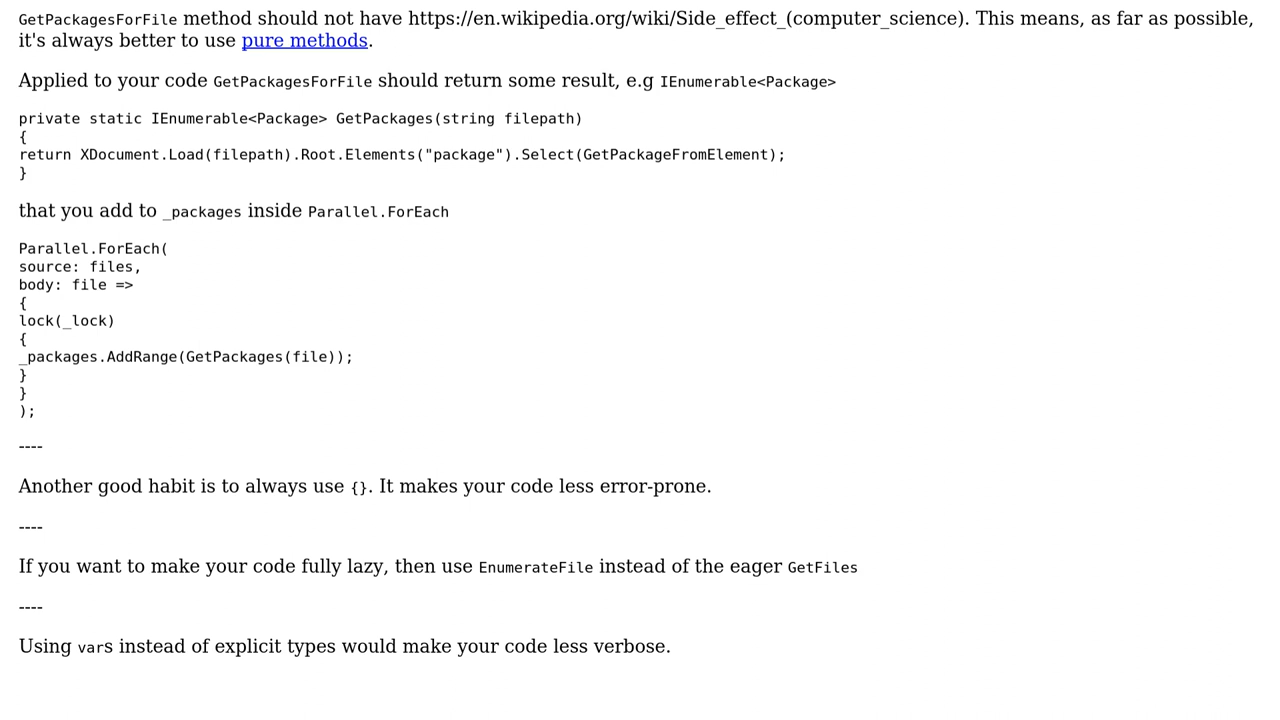 GetPackagesForFile method should not have https://en.wikipedia.org/wiki/Side_effect_(computer_science). This means, as far as possible,
it's always better to use pure methods.
Applied to your code GetPackagesForFile should return some result, e.g IEnumerable<Package>
private static IEnumerable<Package> GetPackages(string filepath)
{
return XDocument.Load(filepath).Root.Elements("package").Select(GetPackageFromElement);
}
that you add to _packages inside Parallel.ForEach
Parallel.ForEach(
source: files,
body: file =>
{
lock(_lock)
{
_packages.AddRange(GetPackages(file));
}
}
);
----
Another good habit is to always use {}. It makes your code less error-prone.
----
If you want to make your code fully lazy, then use EnumerateFile instead of the eager GetFiles
----
Using vars instead of explicit types would make your code less verbose.